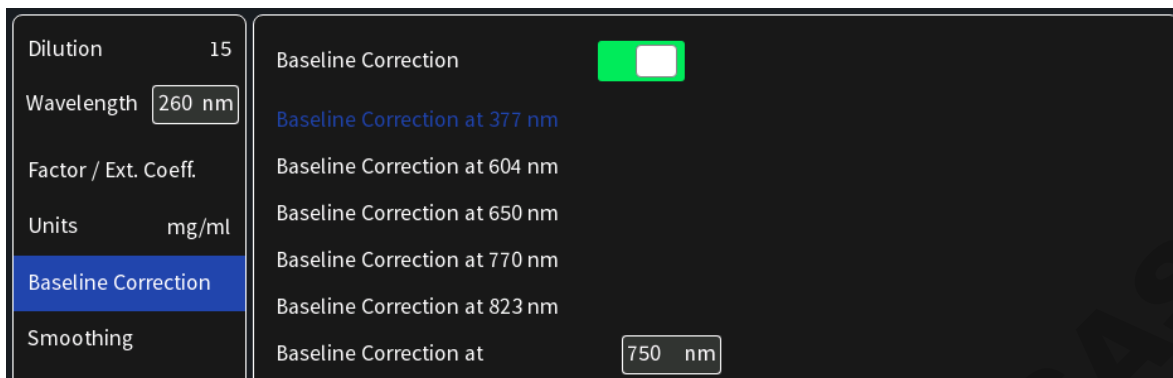 Dilution 15
Wavelength 260 nm
Factor / Ext. Coeff.
Units mg/ml
Baseline Correction
Smoothing
Baseline Correction
Baseline Correction at 377 nm
Baseline Correction at 604 nm
Baseline Correction at 650 nm
Baseline Correction at 770 nm
Baseline Correction at 823 nm
Baseline Correction at 750 nm